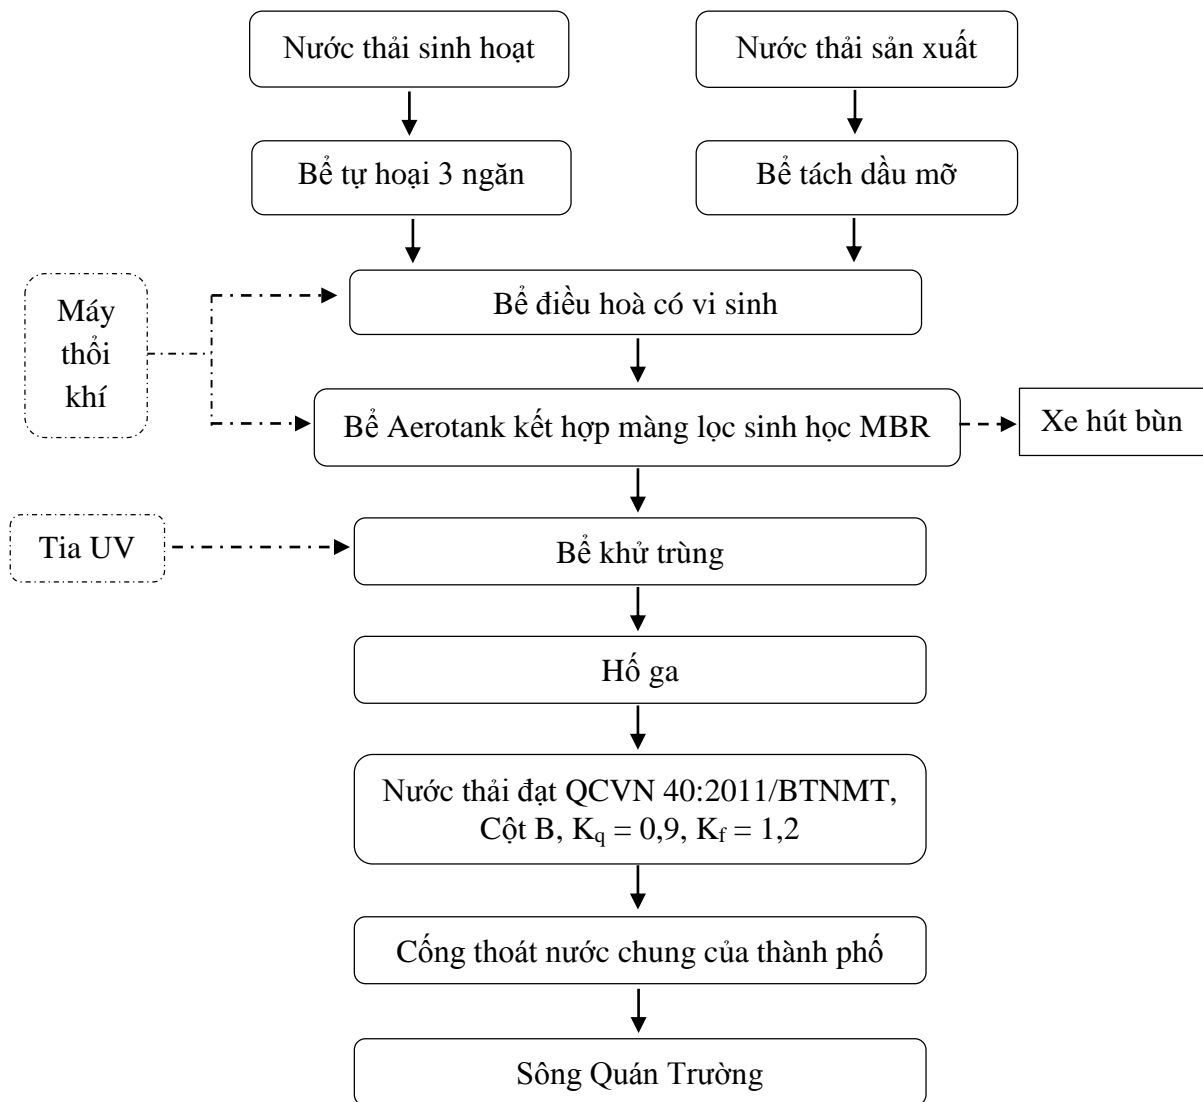 Nước thải sinh hoạt
Nước thải sản xuất
Bể tự hoại 3 ngăn
Bể tách dầu mỡ
Máy
thổi
khí
Bể điều hoà có vi sinh
Bể Aerotank kết hợp màng lọc sinh học MBR
Xe hút bùn
Tia UV
Bể khử trùng
Hố ga
Nước thải đạt QCVN 40:2011/BTNMT,
Cột B, Kq = 0,9, Kf = 1,2
Cống thoát nước chung của thành phố
Sông Quán Trường